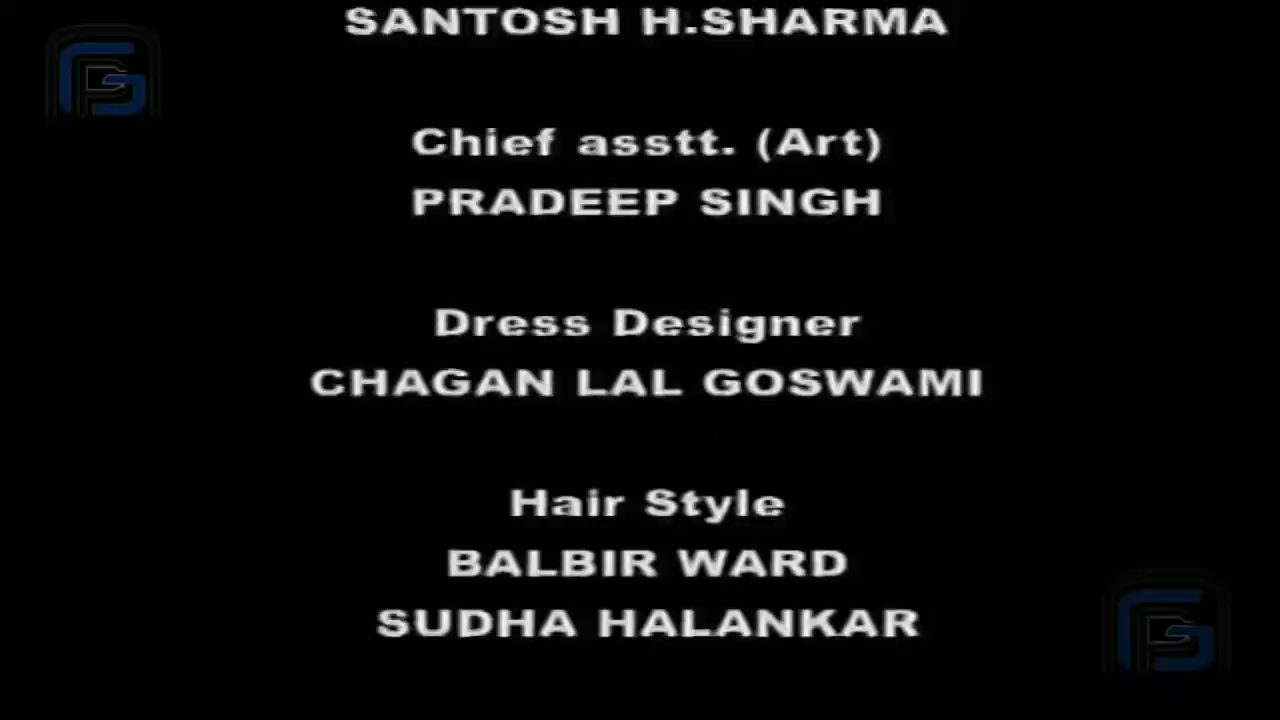 SANTOSH H.SHARMA
Chief asstt. (Art)
PRADEEP SINGH
Dress Designer
CHAGAN LAL GOSWAMI
Hair Style
BALBIR WARD
SUDHA HALANKAR